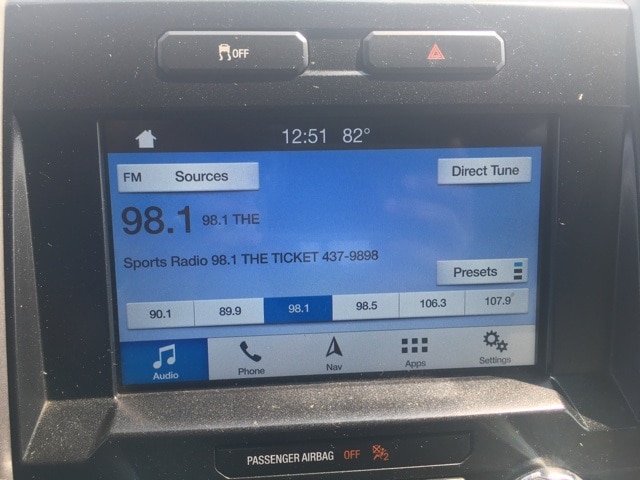 OFF
12:51 82°
FM Sources Direct Tune
98.1 98.1 THE
Sports Radio 98.1 THE TICKET 437-9898
Presets
90.1 89.9 98.1 98.5 106.3 107.9
Audio Phone Nav Apps Settings
PASSENGER AIRBAG OFF 2